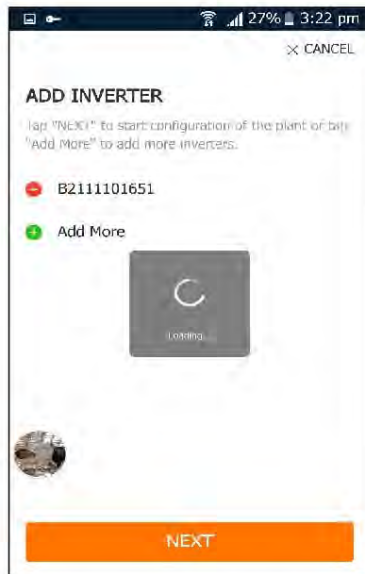 27% 3:22 pm
× CANCEL
ADD INVERTER
Tap "NEXT" to start configuration of the plant or tap
"Add More" to add more inverters.
B2111101651
Add More
Loading...
NEXT